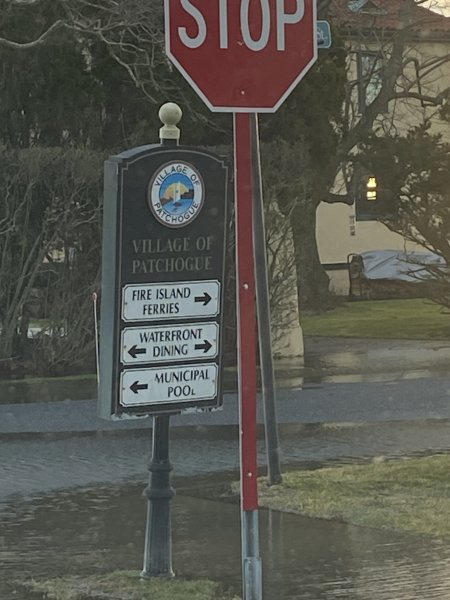 STOP
VILLAGE OF
PATCHOGUE
VILLAGE OF
PATCHOGUE
FIRE ISLAND
FERRIES
WATERFRONT
DINING
MUNICIPAL
POOL